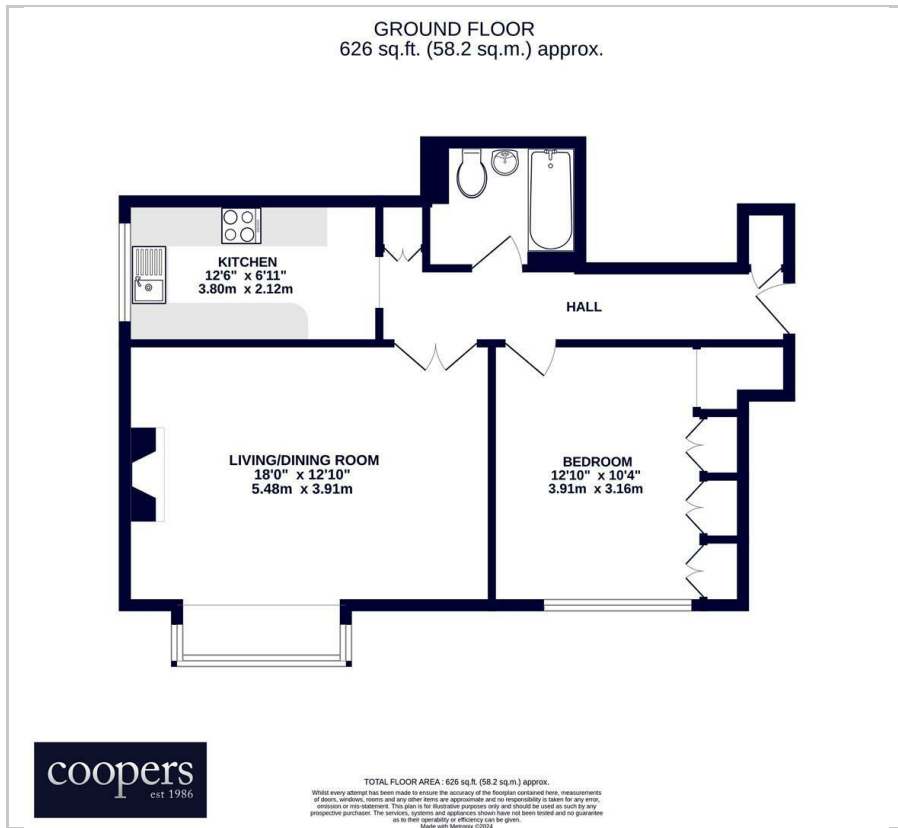 GROUND FLOOR
626 sq.ft. (58.2 sq.m.) approx.
KITCHEN
12'6" x 6'11"
3.80m x 2.12m
HALL
LIVING/DINING ROOM
18'0" x 12'10"
5.48m x 3.91m
BEDROOM
12'10" x 10'4"
3.91m x 3.16m
coopers
est 1986
TOTAL FLOOR AREA : 626 sq.ft. (58.2 sq.m.) approx.
Whilst every attempt has been made to ensure the accuracy of the floorplan contained here, measurements
of doors, windows, rooms and any other items are approximate and no responsibility is taken for any error,
omission or mis-statement. This plan is for illustrative purposes only and should be used as such by any
prospective purchaser. The services, systems and appliances shown have not been tested and no guarantee
as to their operability or efficiency can be given.
Made with Metropix ©2024